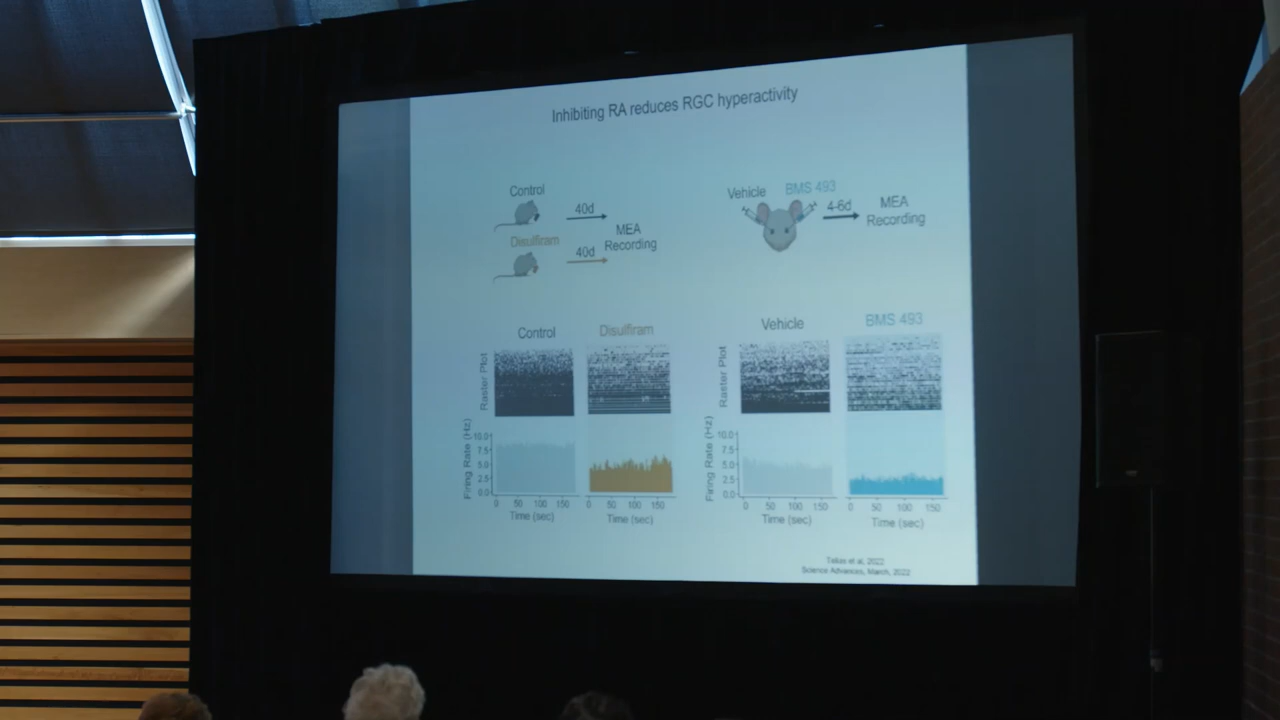 Inhibiting RA reduces RGC hyperactivity
Control
40d
Disulfiram
40d
MEA
Recording
Vehicle
BMS 493
4-6d
MEA
Recording
Control
Disulfiram
Raster Plot
Firing Rate (Hz)
10.0
7.5
5.0
2.5
0.0
0 50 100 150
Time (sec)
0 50 100 150
Time (sec)
Vehicle
BMS 493
Raster Plot
Firing Rate (Hz)
10.0
7.5
5.0
2.5
0.0
0 50 100 150
Time (sec)
0 50 100 150
Time (sec)
et al, 2022
Science Advances, March, 2022